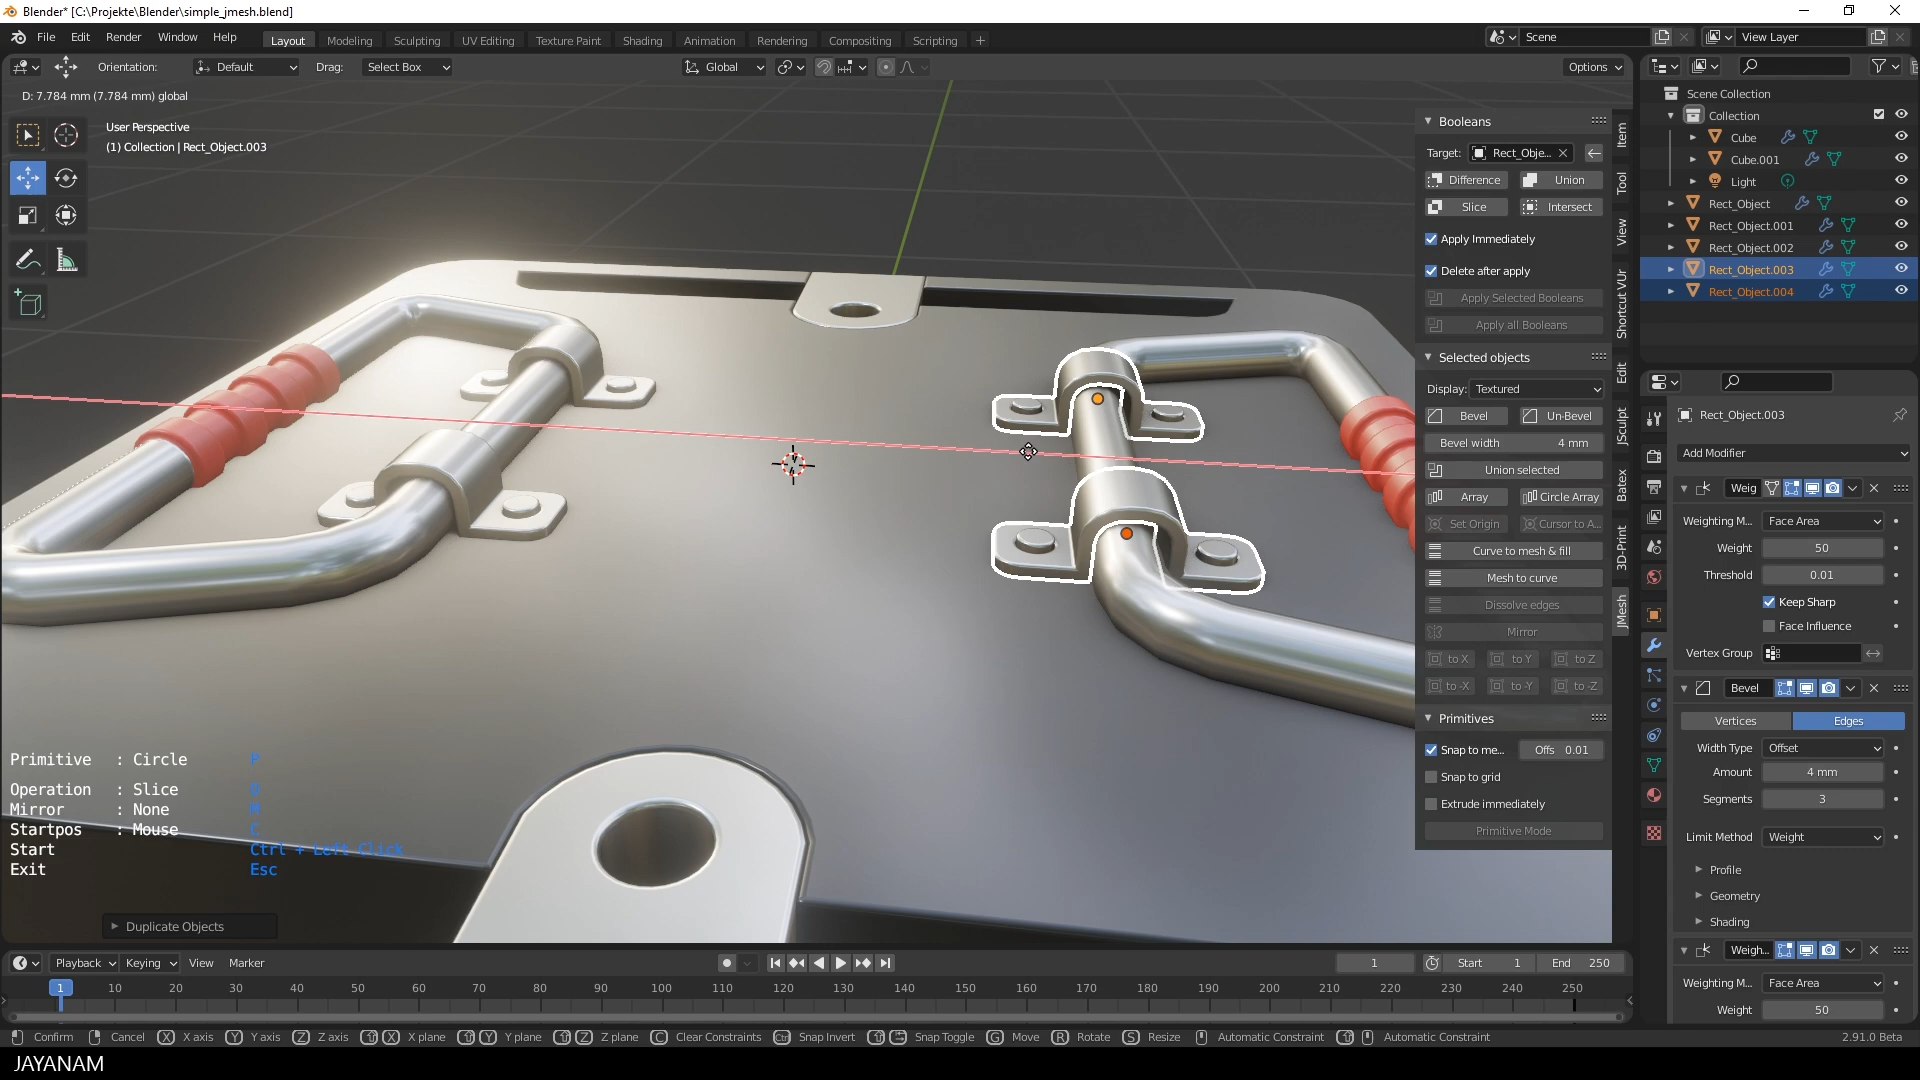 Blender* [C:\Projekte\Blender\simple_jmesh.blend]
File Edit Render Window Help
Layout Modeling Sculpting UV Editing Texture Paint Shading Animation Rendering Compositing Scripting +
Scene View Layer
Orientation: Default Drag: Select Box Global Options
D: 7.784 mm (7.784 mm) global
User Perspective
(1) Collection | Rect_Object.003
Booleans
Target: Rect_Obje...
Difference Union
Slice Intersect
Apply Immediately
Delete after apply
Apply Selected Booleans
Apply all Booleans
Selected objects
Display: Textured
Bevel Un-Bevel
Bevel width 4 mm
Union selected
Array Circle Array
Set Origin Cursor to A...
Curve to mesh & fill
Mesh to curve
Dissolve edges
Mirror
to X to Y to Z
to -X to -Y to -Z
Primitives
Snap to me... Offs 0.01
Snap to grid
Extrude immediately
Primitive Mode
Item
Tool
View
Shortcut VUr
Edit
JSculpt
Batex
3D-Print
JMesh
Scene Collection
Collection
Cube
Cube.001
Light
Rect_Object
Rect_Object.001
Rect_Object.002
Rect_Object.003
Rect_Object.004
Rect_Object.003
Add Modifier
Weig
Weighting M... Face Area
Weight 50
Threshold 0.01
Keep Sharp
Face Influence
Vertex Group
Bevel
Vertices Edges
Width Type Offset
Amount 4 mm
Segments 3
Limit Method Weight
Profile
Geometry
Shading
Weigh...
Weighting M... Face Area
Weight 50
Primitive : Circle P
Operation : Slice O
Mirror : None M
Startpos : Mouse C
Start Ctrl + Left Click
Exit Esc
Duplicate Objects
Playback Keying View Marker
1 Start 1 End 250
1 10 20 30 40 50 60 70 80 90 100 110 120 130 140 150 160 170 180 190 200 210 220 230 240 250
Confirm Cancel X X axis Y Y axis Z Z axis X X plane Y Y plane Z Z plane C Clear Constraints Ctrl Snap Invert Snap Toggle G Move R Rotate S Resize Automatic Constraint Automatic Constraint 2.91.0 Beta
JAYANAM